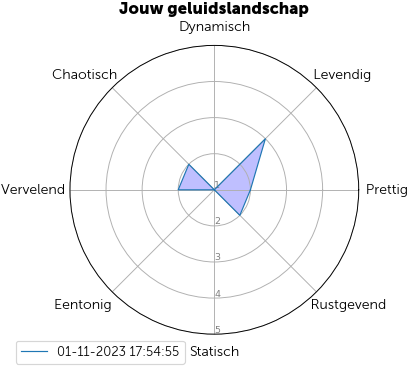 Jouw geluidslandschap
Dynamisch
Chaotisch
Levendig
Vervelend
1
Prettig
2
3
4
Eentonig
Rustgevend
5
01-11-2023 17:54:55
Statisch